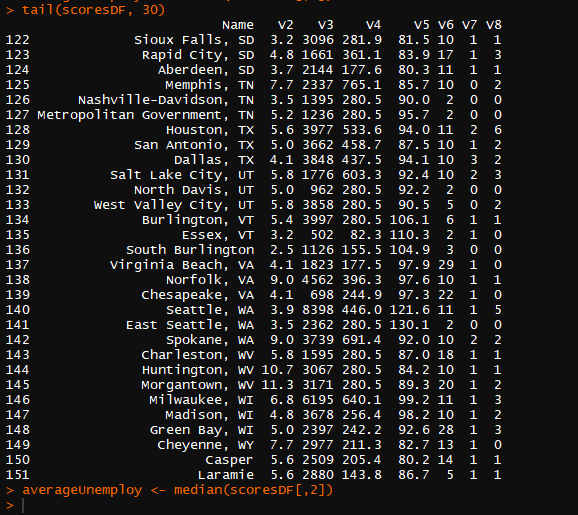 > tail(scoresDF, 30)
Name V2 V3 V4 V5 V6 V7 V8
122 Sioux Falls, SD 3.2 3096 281.9 81.5 10 1 1
123 Rapid City, SD 4.8 1661 361.1 83.9 17 1 3
124 Aberdeen, SD 3.7 2144 177.6 80.3 11 1 1
125 Memphis, TN 7.7 2337 765.1 85.7 10 0 2
126 Nashville-Davidson, TN 3.5 1395 280.5 90.0 2 0 0
127 Metropolitan Government, TN 5.2 1236 280.5 95.7 2 0 0
128 Houston, TX 5.6 3977 533.6 94.0 11 2 6
129 San Antonio, TX 5.0 3662 458.7 87.5 10 1 2
130 Dallas, TX 4.1 3848 437.5 94.1 10 3 2
131 Salt Lake City, UT 5.8 1776 603.3 92.4 10 2 3
132 North Davis, UT 5.0 962 280.5 92.2 2 0 0
133 West Valley City, UT 5.8 3858 280.5 90.5 5 0 2
134 Burlington, VT 5.4 3997 280.5 106.1 6 1 1
135 Essex, VT 3.2 502 82.3 110.3 2 1 0
136 South Burlington 2.5 1126 155.5 104.9 3 0 0
137 Virginia Beach, VA 4.1 1823 177.5 97.9 29 1 0
138 Norfolk, VA 9.0 4562 396.3 97.6 10 1 1
139 Chesapeake, VA 4.1 698 244.9 97.3 22 1 0
140 Seattle, WA 3.9 8398 446.0 121.6 11 1 5
141 East Seattle, WA 3.5 2362 280.5 130.1 2 0 0
142 Spokane, WA 9.0 3739 691.4 92.0 10 2 2
143 Charleston, WV 5.8 1595 280.5 87.0 18 1 1
144 Huntington, WV 10.7 3067 280.5 84.2 10 1 1
145 Morgantown, WV 11.3 3171 280.5 89.3 20 1 2
146 Milwaukee, WI 6.8 6195 640.1 99.2 11 1 3
147 Madison, WI 4.8 3678 256.4 98.2 10 1 2
148 Green Bay, WI 5.0 2397 242.2 92.6 28 1 3
149 Cheyenne, WY 7.7 2977 211.3 82.7 13 1 0
150 Casper 5.6 2509 205.4 80.2 14 1 1
151 Laramie 5.6 2880 143.8 86.7 5 1 1
> averageUnemploy <- median(scoresDF[,2])
>